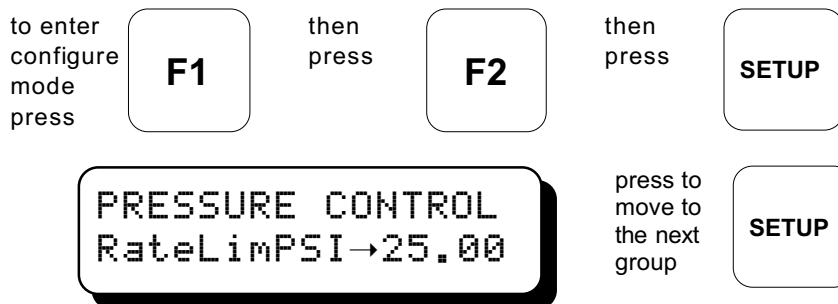 to enter
configure
mode
press
F1
then
press
F2
then
press
SETUP
PRESSURE CONTROL
RateLimPSI→25.00
press to
move to
the next
group
SETUP